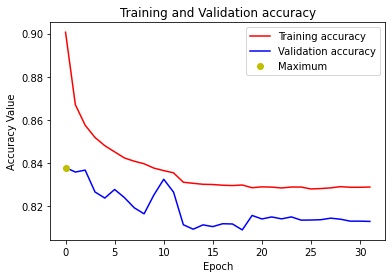 Training and Validation accuracy
Training accuracy
Validation accuracy
Maximum
Accuracy Value
0.90
0.88
0.86
0.84
0.82
0
5
10
15
20
25
30
Epoch